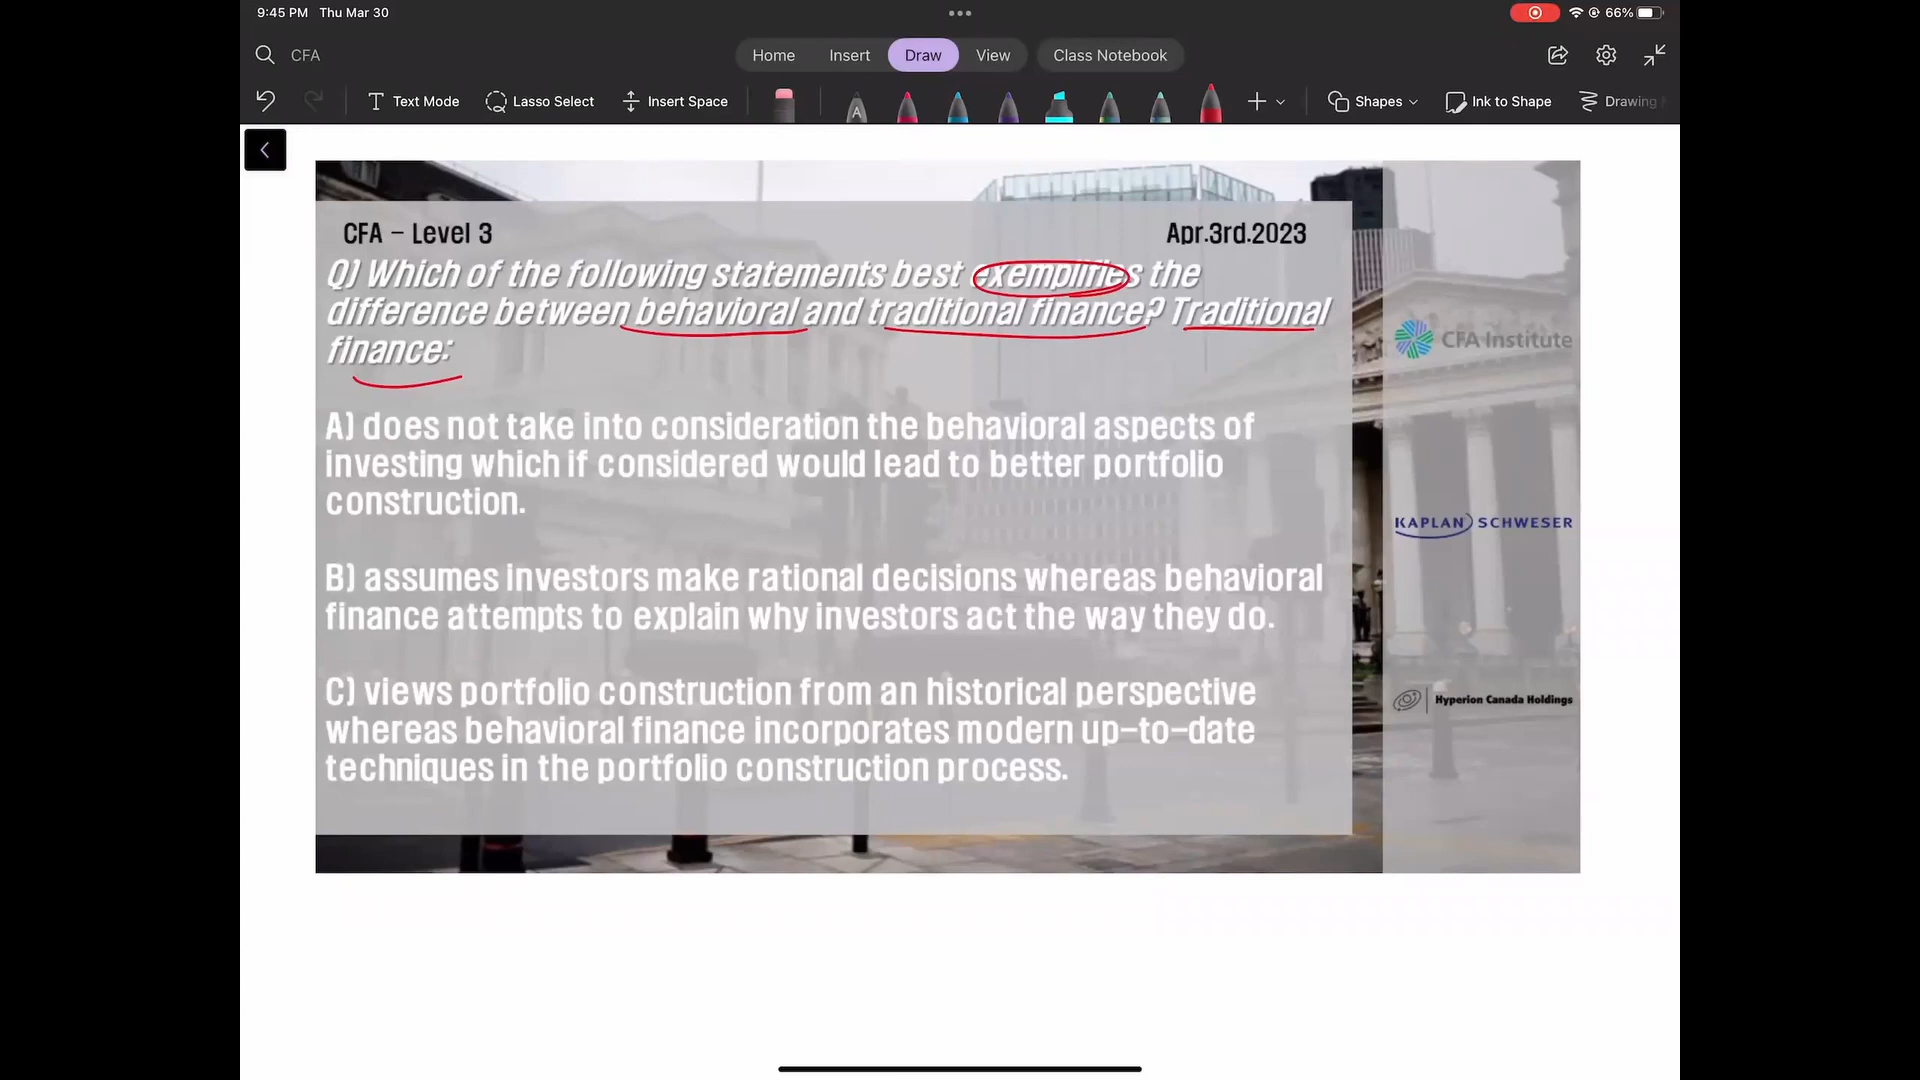 9:45 PM Thu Mar 30
66%
CFA
Home Insert Draw View Class Notebook
Text Mode Lasso Select Insert Space A Shapes Ink to Shape Drawing
CFA - Level 3 Apr.3rd.2023
Q) Which of the following statements best exemplifies the
difference between behavioral and traditional finance? Traditional
finance:
A) does not take into consideration the behavioral aspects of
investing which if considered would lead to better portfolio
construction.
B) assumes investors make rational decisions whereas behavioral
finance attempts to explain why investors act the way they do.
C) views portfolio construction from an historical perspective
whereas behavioral finance incorporates modern up-to-date
techniques in the portfolio construction process.
CFA Institute
KAPLAN SCHWESER
Hyperion Canada Holdings